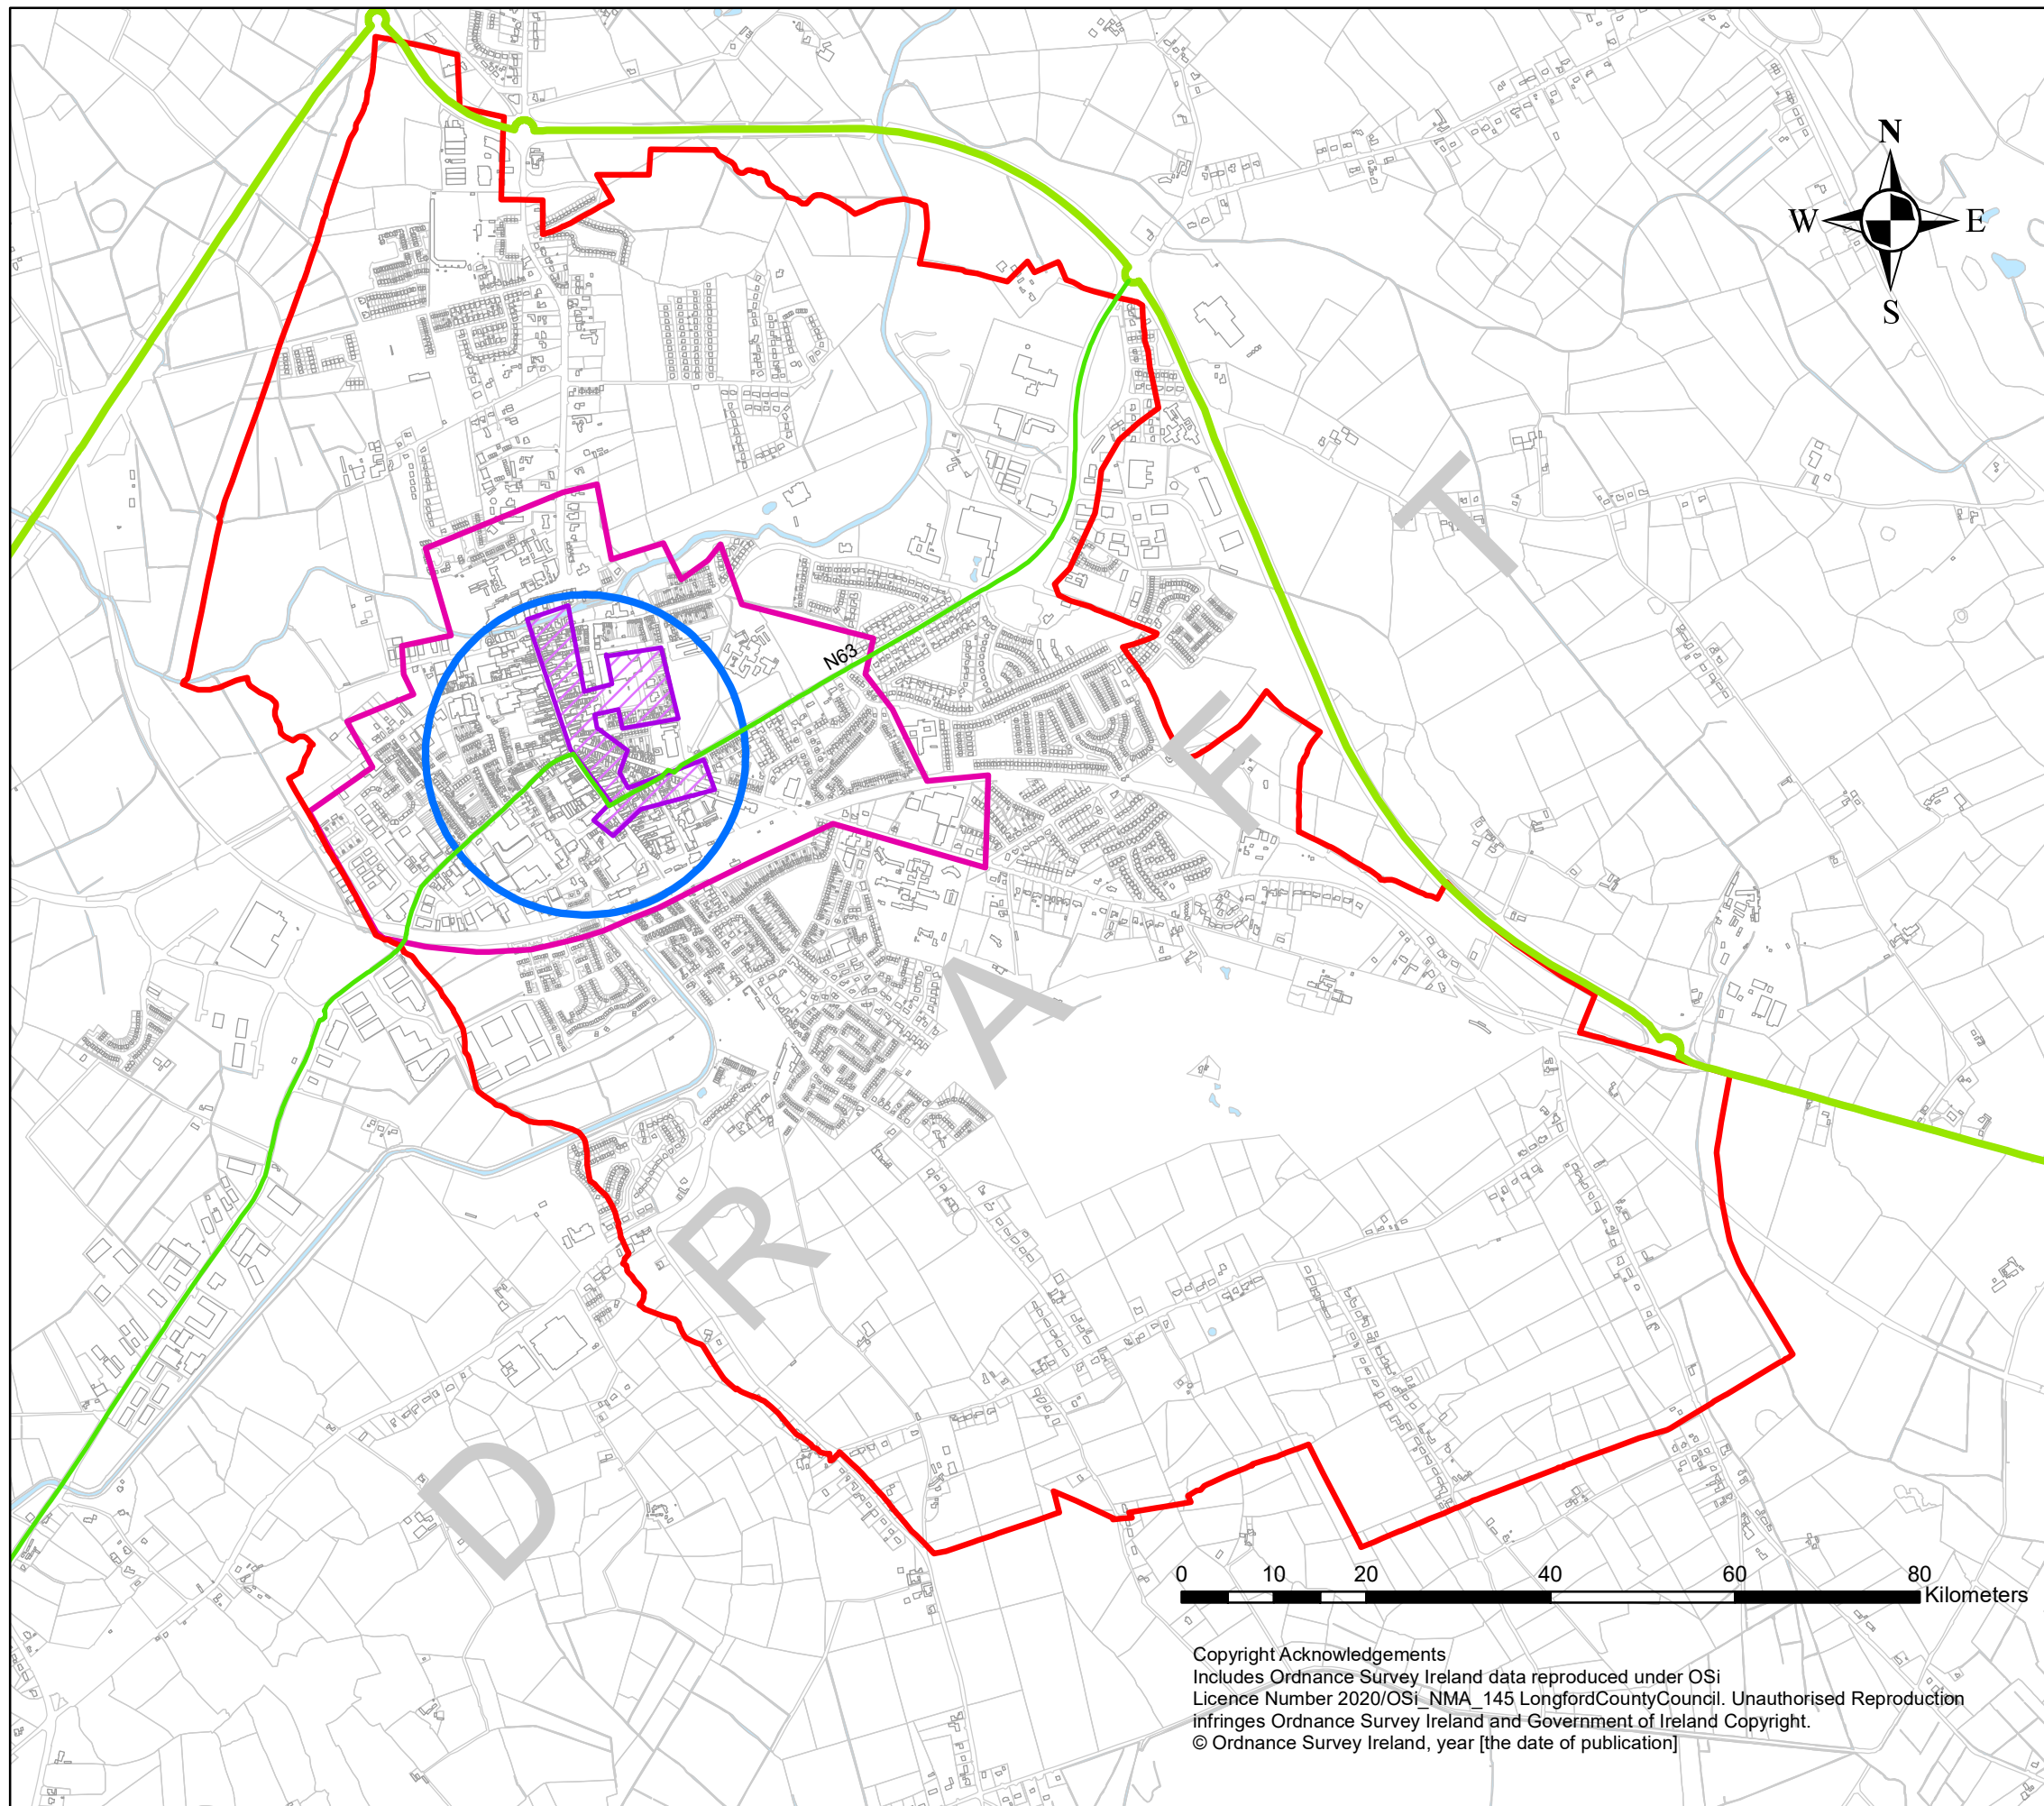 N
W E
S
N63
DRAFT
0 10 20 40 60 80
Kilometers
Copyright Acknowledgements
Includes Ordnance Survey Ireland data reproduced under OSi
Licence Number 2020/OSi_NMA_145 LongfordCountyCouncil. Unauthorised Reproduction
infringes Ordnance Survey Ireland and Government of Ireland Copyright.
© Ordnance Survey Ireland, year [the date of publication]